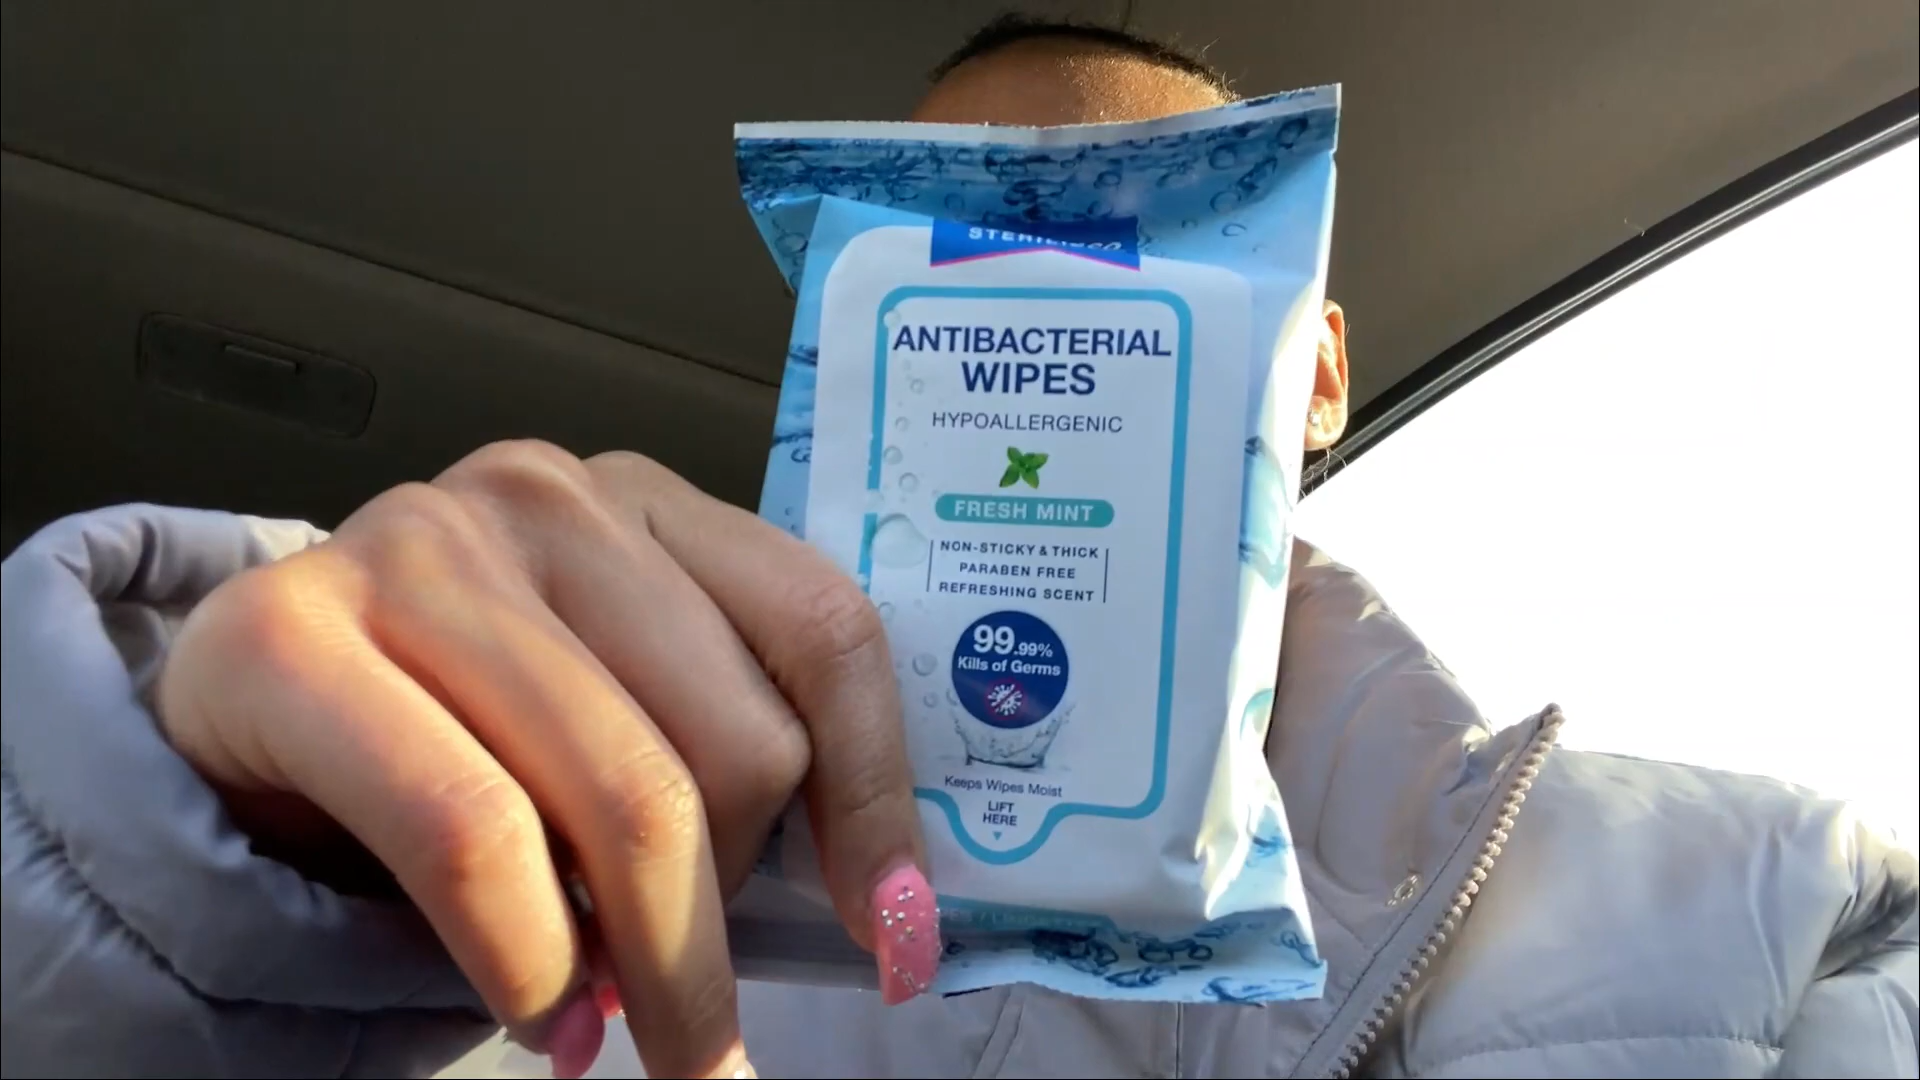 ANTIBACTERIAL
WIPES
HYPOALLERGENIC
FRESH MINT
NON-STICKY & THICK
PARABEN FREE
REFRESHING SCENT
99.99%
Kills of Germs
Keeps Wipes Moist
LIFT
HERE